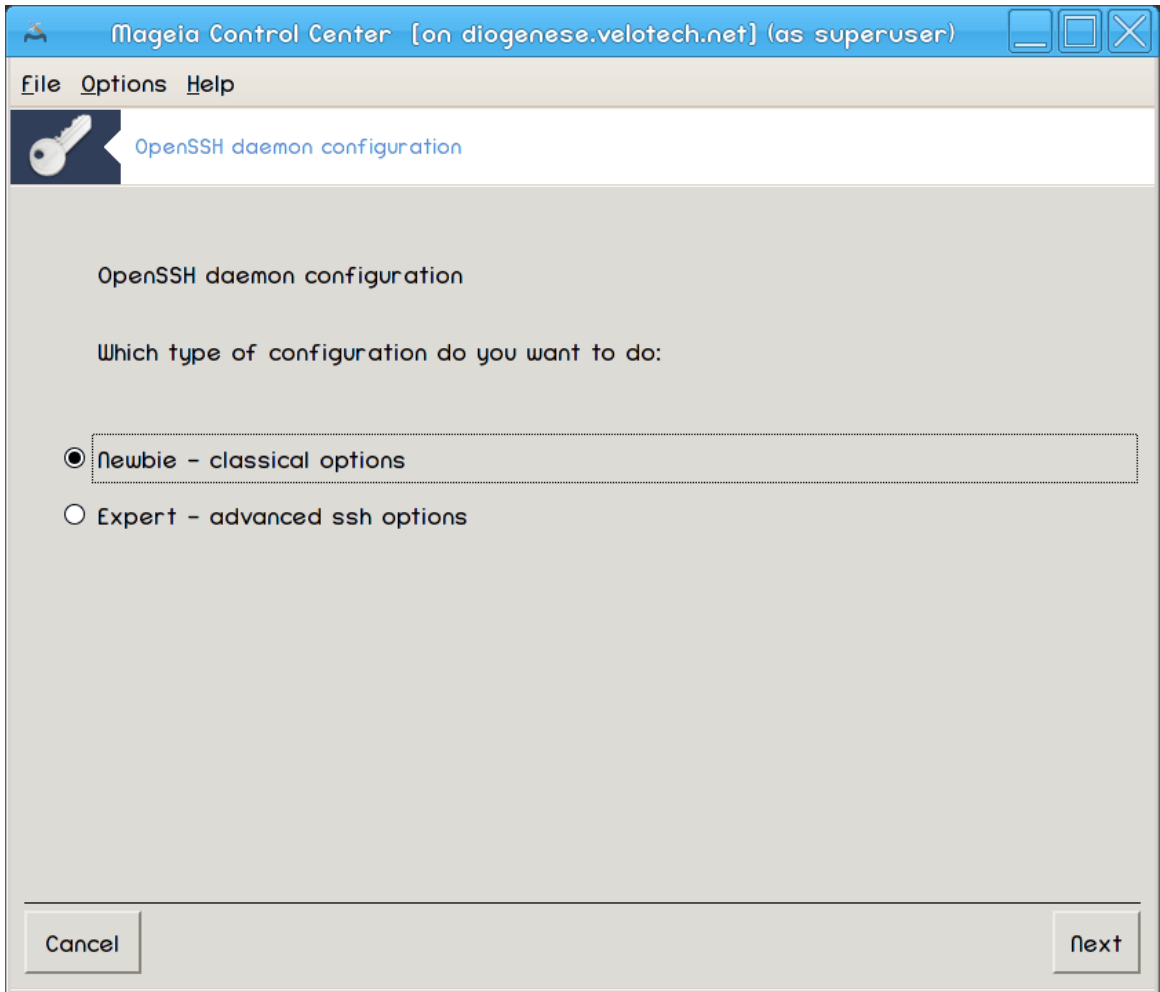 Mageia Control Center [on diogenese.velotech.net] (as superuser)
File Options Help
OpenSSH daemon configuration
OpenSSH daemon configuration
Which type of configuration do you want to do:
Newbie - classical options
Expert - advanced ssh options
Cancel Next